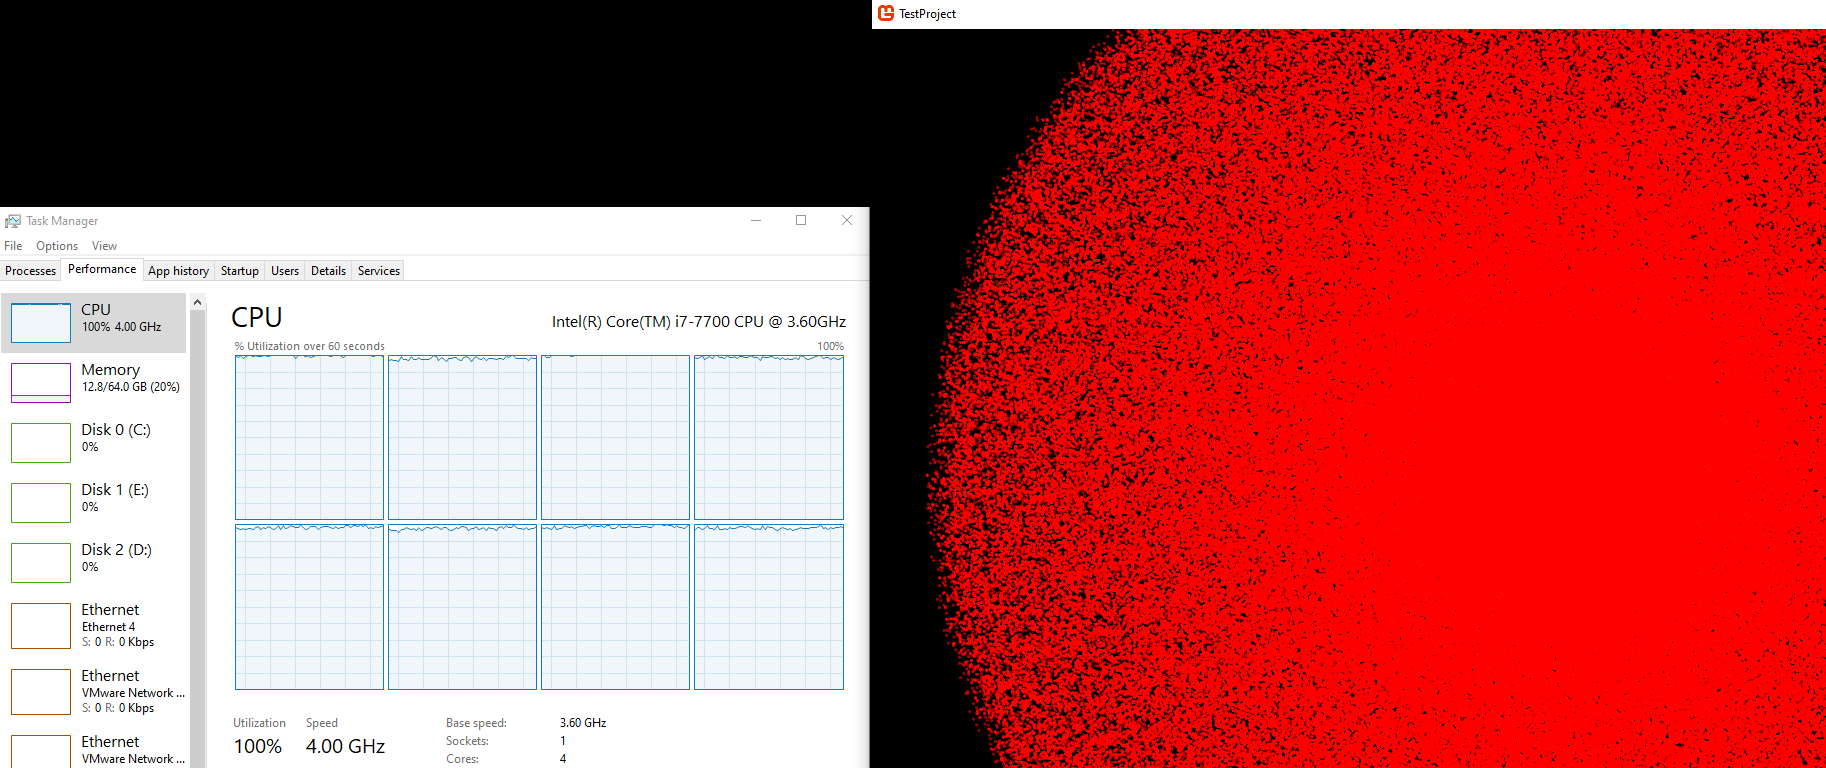 TestProject
Task Manager
File Options View
Processes Performance App history Startup Users Details Services
CPU
100% 4.00 GHz
Memory
12.8/64.0 GB (20%)
Disk 0 (C:)
0%
Disk 1 (E:)
0%
Disk 2 (D:)
0%
Ethernet
Ethernet 4
S: 0 R: 0 Kbps
Ethernet
VMware Network ...
S: 0 R: 0 Kbps
Ethernet
VMware Network ...
CPU
Intel(R) Core(TM) i7-7700 CPU @ 3.60GHz
% Utilization over 60 seconds
100%
Utilization Speed
100% 4.00 GHz
Base speed: 3.60 GHz
Sockets: 1
Cores: 4